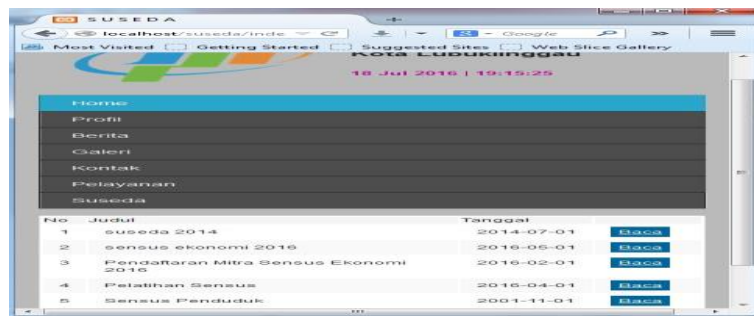 SUSEDA
localhost/suseda/inde
Google
Most Visited Getting Started Suggested Sites Web Slice Gallery
Kota Lubuklinggau
18 Jul 2016 | 19:15:25
Home
Profil
Berita
Galeri
Kontak
Pelayanan
Suseda
No Judul Tanggal
1 suseda 2014 2014-07-01 Baca
2 sensus ekonomi 2016 2016-05-01 Baca
3 Pendaftaran Mitra Sensus Ekonomi 2016-02-01 Baca
2016
4 Pelatihan Sensus 2016-04-01 Baca
5 Sensus Penduduk 2001-11-01 Baca